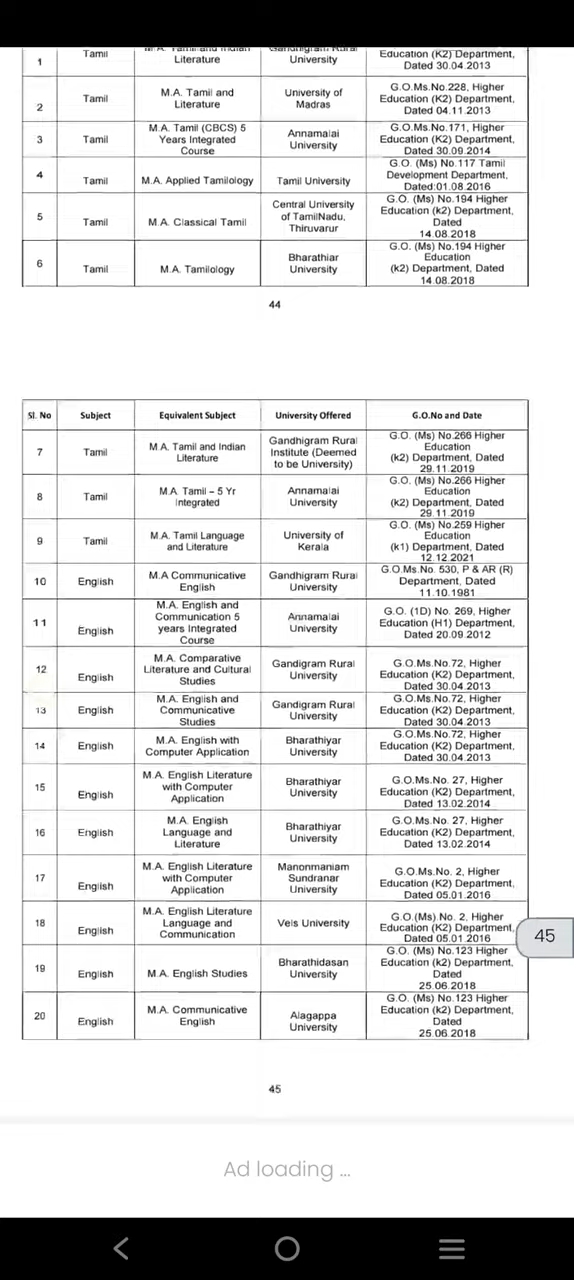 1 Tamil M.A. Tamil and Indian Literature Gandhigram Rural University Education (K2) Department, Dated 30.04.2013
2 Tamil M.A. Tamil and Literature University of Madras G.O.Ms.No.228, Higher Education (K2) Department, Dated 04.11.2013
3 Tamil M.A. Tamil (CBCS) 5 Years Integrated Course Annamalai University G.O.Ms.No.171, Higher Education (K2) Department, Dated 30.09.2014
4 Tamil M.A. Applied Tamilology Tamil University G.O. (Ms) No.117 Tamil Development Department, Dated:01.08.2016
5 Tamil M.A. Classical Tamil Central University of TamilNadu, Thiruvarur G.O. (Ms) No.194 Higher Education (k2) Department, Dated 14.08.2018
6 Tamil M.A. Tamilology Bharathiar University G.O. (Ms) No.194 Higher Education (k2) Department, Dated 14.08.2018
44
Sl. No Subject Equivalent Subject University Offered G.O.No and Date
7 Tamil M.A. Tamil and Indian Literature Gandhigram Rural Institute (Deemed to be University) G.O. (Ms) No.266 Higher Education (k2) Department, Dated 29.11.2019
8 Tamil M.A. Tamil – 5 Yr Integrated Annamalai University G.O. (Ms) No.266 Higher Education (k2) Department, Dated 29.11.2019
9 Tamil M.A. Tamil Language and Literature University of Kerala G.O. (Ms) No.259 Higher Education (k1) Department, Dated 12.12.2021
10 English M.A Communicative English Gandhigram Rural University G.O.Ms.No. 530, P & AR (R) Department, Dated 11.10.1981
11 English M.A. English and Communication 5 years Integrated Course Annamalai University G.O. (1D) No. 269, Higher Education (H1) Department, Dated 20.09.2012
12 English M.A. Comparative Literature and Cultural Studies Gandigram Rural University G.O.Ms.No.72, Higher Education (K2) Department, Dated 30.04.2013
13 English M.A. English and Communicative Studies Gandigram Rural University G.O.Ms.No.72, Higher Education (K2) Department, Dated 30.04.2013
14 English M.A. English with Computer Application Bharathiyar University G.O.Ms.No.72, Higher Education (K2) Department, Dated 30.04.2013
15 English M.A. English Literature with Computer Application Bharathiyar University G.O.Ms.No. 27, Higher Education (K2) Department, Dated 13.02.2014
16 English M.A. English Language and Literature Bharathiyar University G.O.Ms.No. 27, Higher Education (K2) Department, Dated 13.02.2014
17 English M.A. English Literature with Computer Application Manonmaniam Sundranar University G.O.Ms.No. 2, Higher Education (K2) Department, Dated 05.01.2016
18 English M.A. English Literature Language and Communication Vels University G.O.(Ms).No. 2, Higher Education (K2) Department, Dated 05.01.2016
45
19 English M.A. English Studies Bharathidasan University G.O. (Ms) No.123 Higher Education (k2) Department, Dated 25.06.2018
20 English M.A. Communicative English Alagappa University G.O. (Ms) No.123 Higher Education (k2) Department, Dated 25.06.2018
45
Ad loading ...